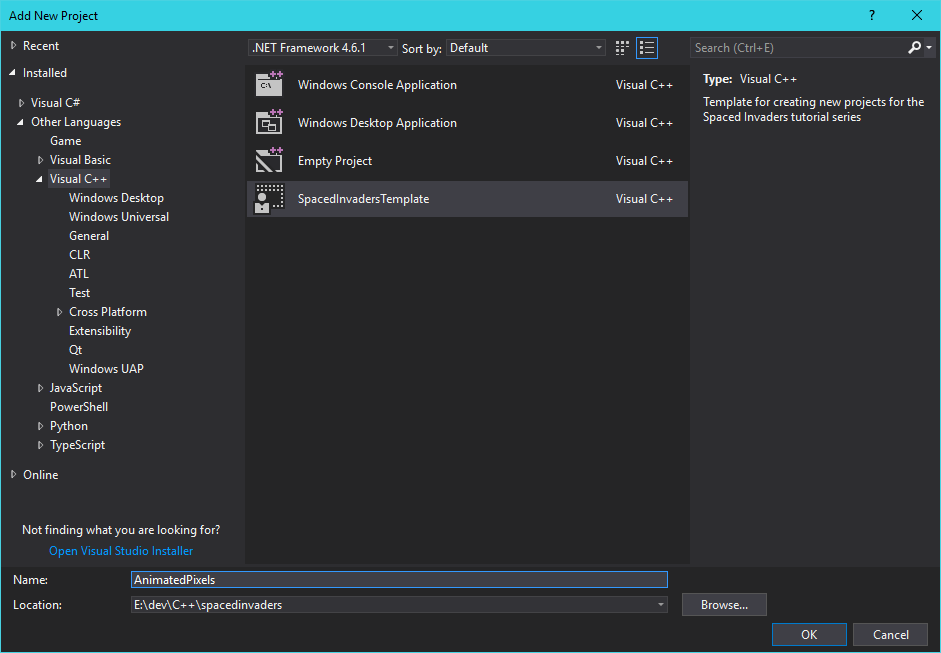 Add New Project
?
Recent
Installed
Visual C#
Other Languages
Game
Visual Basic
Visual C++
Windows Desktop
Windows Universal
General
CLR
ATL
Test
Cross Platform
Extensibility
Qt
Windows UAP
JavaScript
PowerShell
Python
TypeScript
Online
Not finding what you are looking for?
Open Visual Studio Installer
.NET Framework 4.6.1 Sort by: Default
Windows Console Application Visual C++
Windows Desktop Application Visual C++
Empty Project Visual C++
SpacedInvadersTemplate Visual C++
Search (Ctrl+E)
Type: Visual C++
Template for creating new projects for the
Spaced Invaders tutorial series
Name: AnimatedPixels
Location: E:\dev\C++\spacedinvaders Browse...
OK Cancel